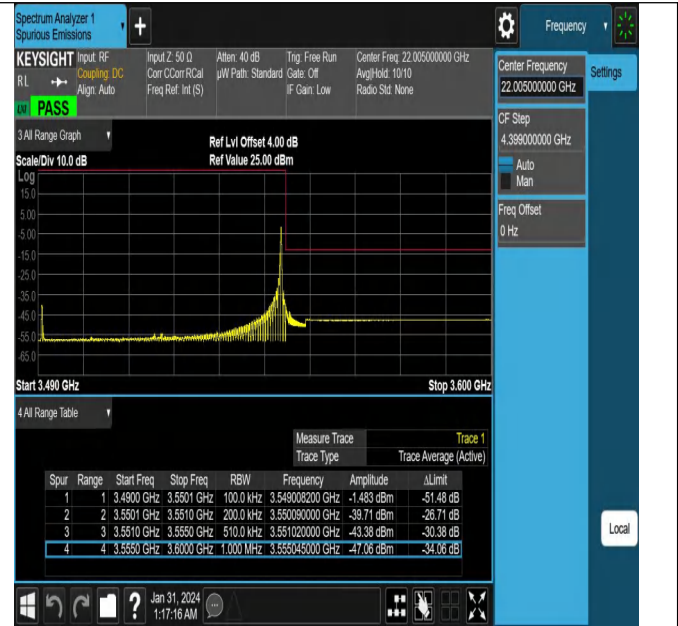 Spectrum Analyzer 1
Spurious Emissions
Frequency
KEYSIGHT Input: RF Input Z: 50 Ω Atten: 40 dB Trig: Free Run Center Freq: 22.005000000 GHz
RL Coupling: DC Corr CCorr RCal µW Path: Standard Gate: Off Avg|Hold: 10/10
Align: Auto Freq Ref: Int (S) IF Gain: Low Radio Std: None
PASS
Center Frequency
22.005000000 GHz
Settings
CF Step
4.399000000 GHz
Auto
Man
Freq Offset
0 Hz
3 All Range Graph
Ref Lvl Offset 4.00 dB
Scale/Div 10.0 dB Ref Value 25.00 dBm
Log
15.0
5.00
-5.00
-15.0
-25.0
-35.0
-45.0
-55.0
-65.0
Start 3.490 GHz Stop 3.600 GHz
4 All Range Table
Measure Trace Trace 1
Trace Type Trace Average (Active)
Spur Range Start Freq Stop Freq RBW Frequency Amplitude ΔLimit
1 1 3.4900 GHz 3.5501 GHz 100.0 kHz 3.549008200 GHz -1.483 dBm -51.48 dB
2 2 3.5501 GHz 3.5510 GHz 200.0 kHz 3.550090000 GHz -39.71 dBm -26.71 dB
3 3 3.5510 GHz 3.5550 GHz 510.0 kHz 3.551020000 GHz -43.38 dBm -30.38 dB
4 4 3.5550 GHz 3.6000 GHz 1.000 MHz 3.555045000 GHz -47.06 dBm -34.06 dB
Local
Jan 31, 2024
1:17:16 AM